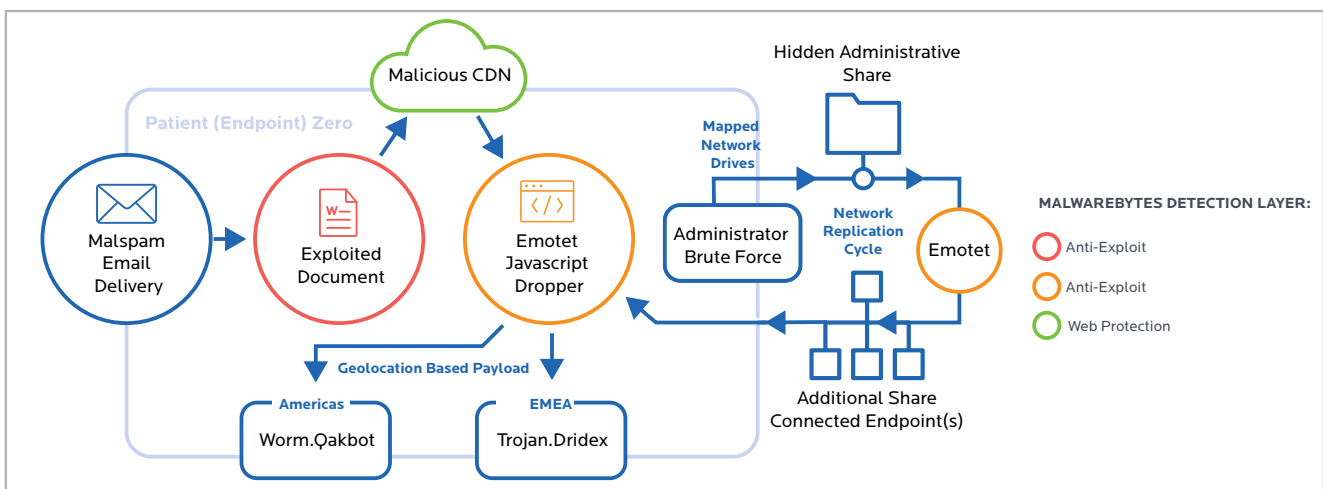 Malicious CDN
Patient (Endpoint) Zero
Malspam
Email
Delivery
W
Exploited
Document
</>
Emotet
Javascript
Dropper
Geolocation Based Payload
Americas
Worm.Qakbot
EMEA
Trojan.Dridex
Mapped
Network
Drives
Administrator
Brute Force
Hidden Administrative
Share
Network
Replication
Cycle
Emotet
Additional Share
Connected Endpoint(s)
MALWAREBYTES DETECTION LAYER:
Anti-Exploit
Anti-Exploit
Web Protection